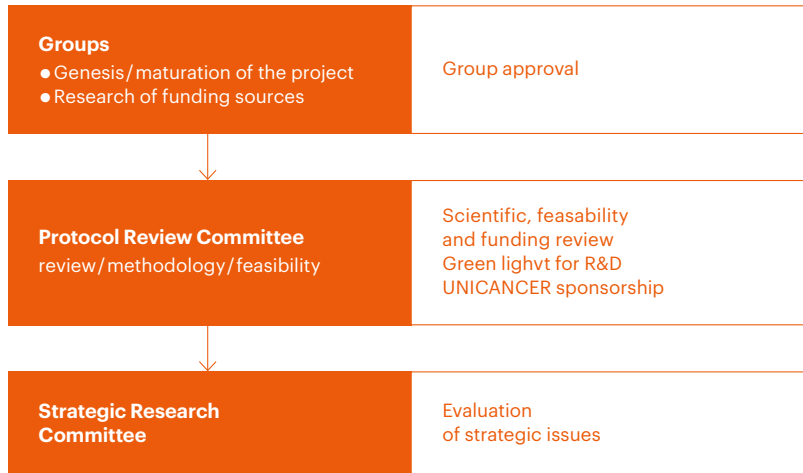 Groups
● Genesis/maturation of the project
● Research of funding sources
Group approval
Protocol Review Committee
review/methodology/feasibility
Scientific, feasability
and funding review
Green lighvt for R&D
UNICANCER sponsorship
Strategic Research
Committee
Evaluation
of strategic issues